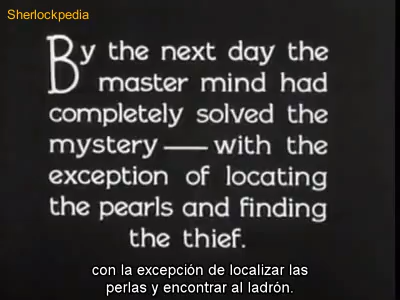 Sherlockpedia
By the next day the
master mind had
completely solved the
mystery — with the
exception of locating
the pearls and finding
the thief.
con la excepción de localizar las
perlas y encontrar al ladrón.